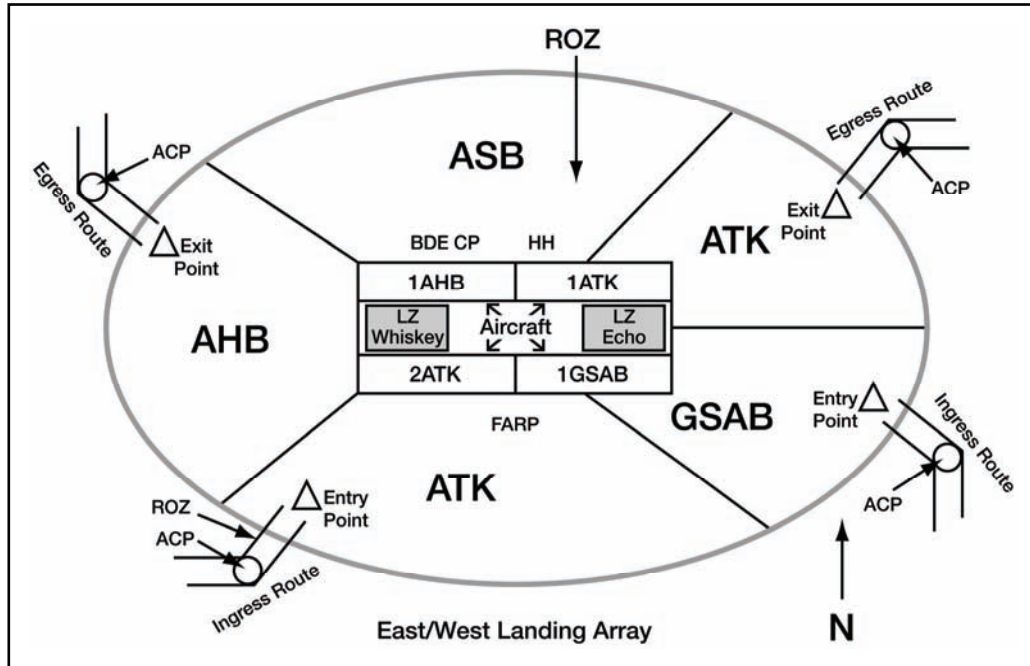 ROZ
Egress Route
ACP
ASB
Egress Route
ACP
Exit
Point
ATK
Exit
Point
BDE CP
HH
1AHB
1ATK
LZ
Whiskey
Aircraft
LZ
Echo
AHB
2ATK
1GSAB
GSAB
Entry
Point
Ingress Route
FARP
ATK
ACP
Entry
Point
ROZ
ACP
Ingress Route
East/West Landing Array
N